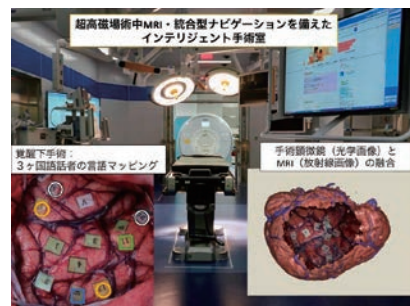 超高磁場術中MRI・統合型ナビゲーションを備えた
インテリジェント手術室
覚醒下手術：
３ヶ国語話者の言語マッピング
手術顕微鏡（光学画像）と
MRI（放射線画像）の融合